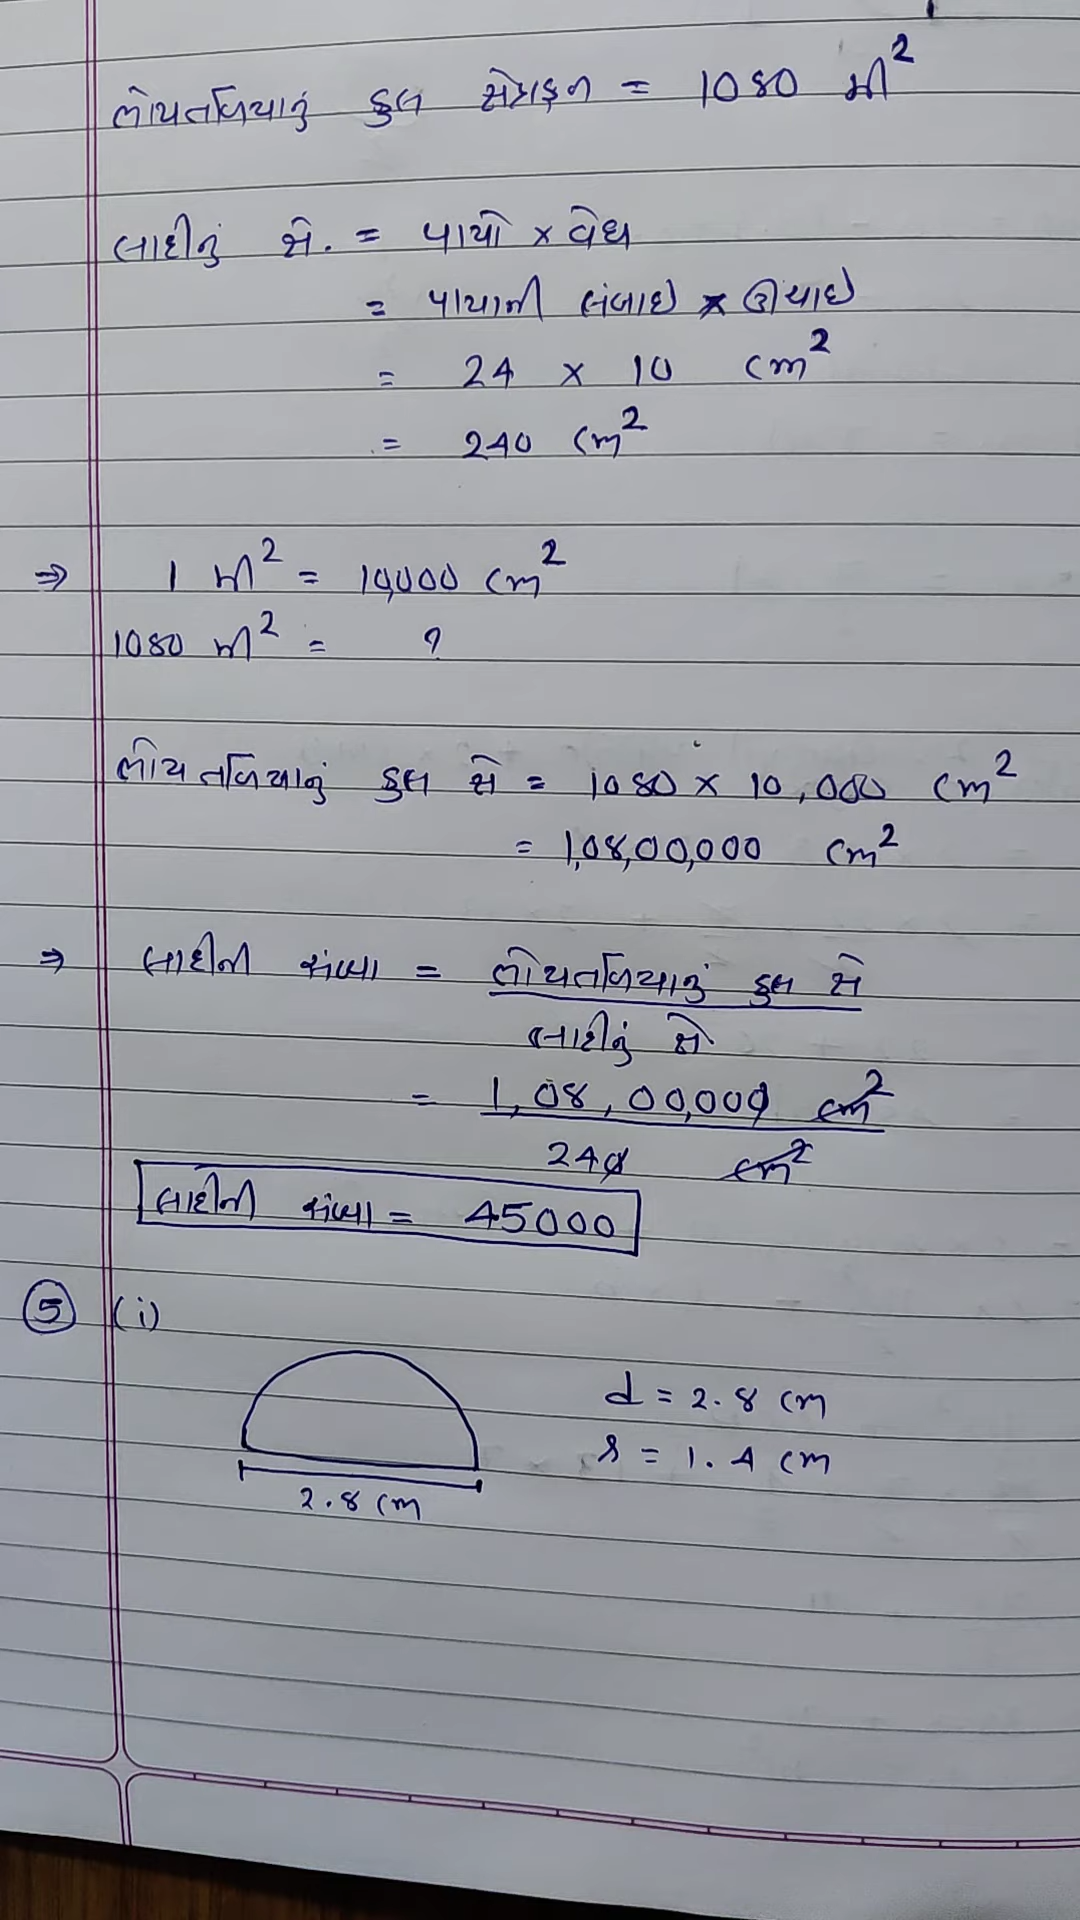 ભોંયતળિયાનું કુલ ક્ષેત્રફળ = 1080 મી²
લાદીનું ક્ષે. = પાયો × વેધ
= પાયાની લંબાઈ × ઊંચાઈ
= 24 × 10 cm²
= 240 cm²
⇒ 1 મી² = 10,000 cm²
1080 મી² = ?
ભોંયતળિયાનું કુલ ક્ષે = 1080 × 10,000 cm²
= 1,08,00,000 cm²
⇒ લાદીની સંખ્યા = ભોંયતળિયાનું કુલ ક્ષે
લાદીનું ક્ષે.
= 1,08,00,000 cm²
240 cm²
લાદીની સંખ્યા = 45000
5 (i)
d = 2.8 cm
r = 1.4 cm
2.8 cm